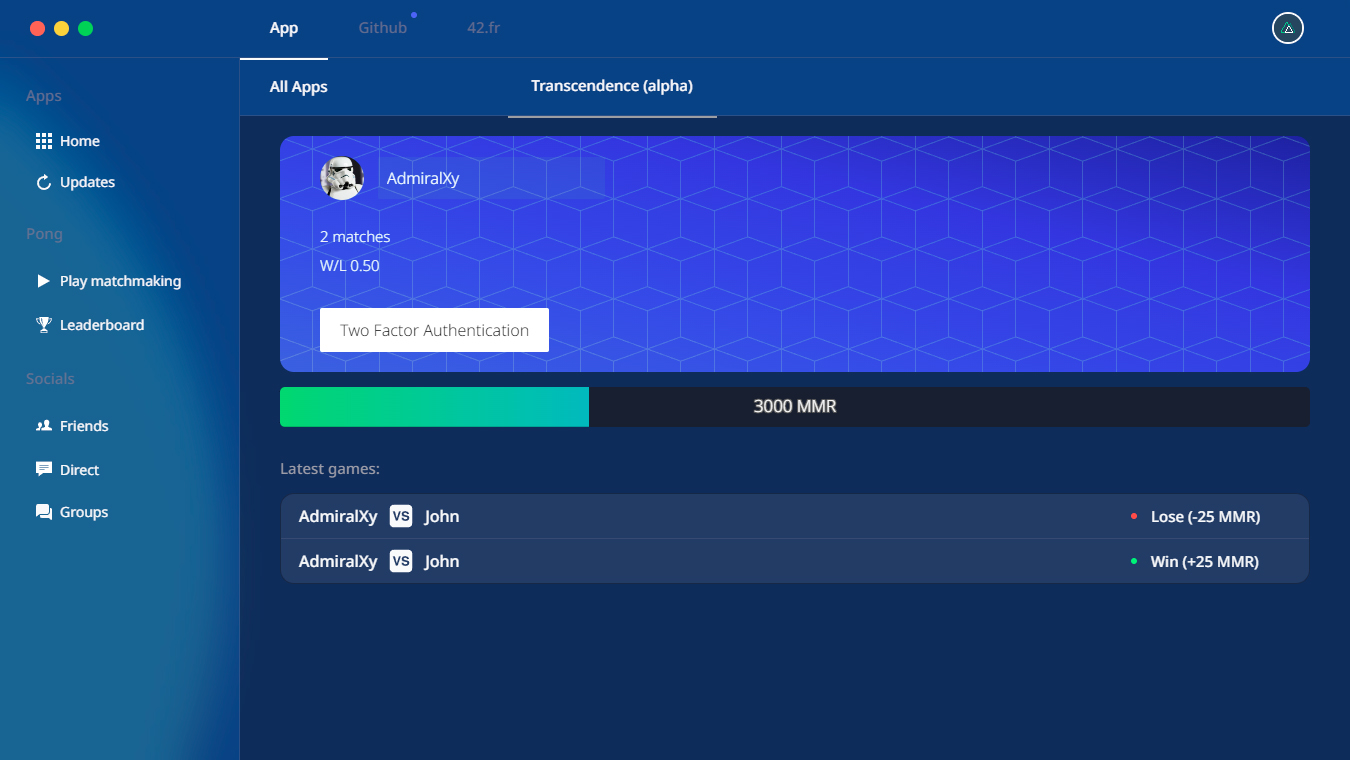 App Github 42.fr
All Apps Transcendence (alpha)
Apps
Home
Updates
Pong
Play matchmaking
Leaderboard
Socials
Friends
Direct
Groups
AdmiralXy
2 matches
W/L 0.50
Two Factor Authentication
3000 MMR
Latest games:
AdmiralXy VS John Lose (-25 MMR)
AdmiralXy VS John Win (+25 MMR)